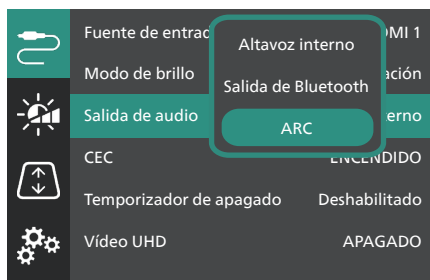 Fuente de entrad
MI 1
Altavoz interno
Modo de brillo
ación
Salida de Bluetooth
Salida de audio
erno
ARC
CEC
ENCENDIDO
Temporizador de apagado
Deshabilitado
Vídeo UHD
APAGADO